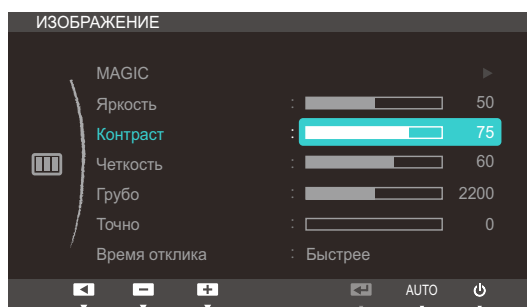 ИЗОБРАЖЕНИЕ
MAGIC
Яркость : 50
Контраст : 75
Четкость : 60
Грубо : 2200
Точно : 0
Время отклика : Быстрее
AUTO